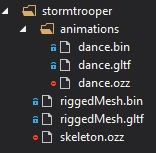 stormtrooper
animations
dance.bin
dance.gltf
dance.ozz
riggedMesh.bin
riggedMesh.gltf
skeleton.ozz